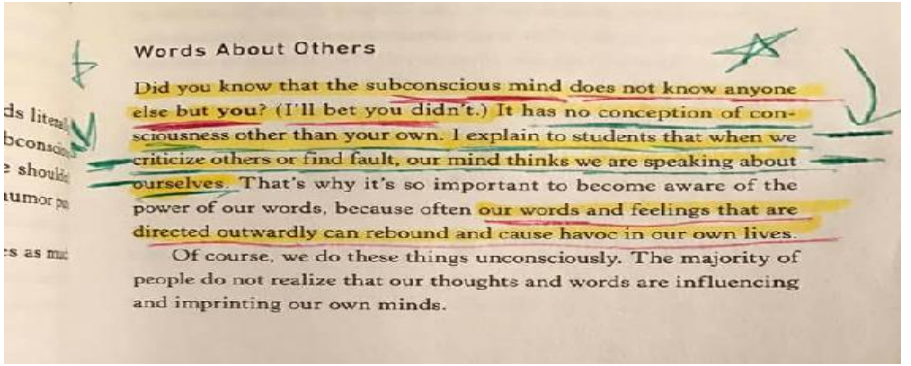 Words About Others
Did you know that the subconscious mind does not know anyone
else but you? (I'll bet you didn't.) It has no conception of con-
sciousness other than your own. I explain to students that when we
criticize others or find fault, our mind thinks we are speaking about
ourselves. That's why it's so important to become aware of the
power of our words, because often our words and feelings that are
directed outwardly can rebound and cause havoc in our own lives.
Of course, we do these things unconsciously. The majority of
people do not realize that our thoughts and words are influencing
and imprinting our own minds.